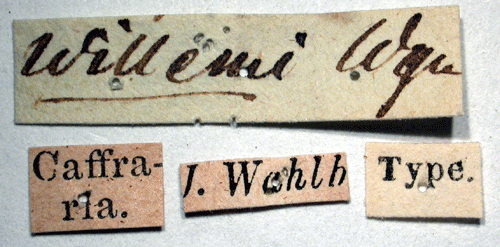 Willemi Wgn
Caffra-
ria.
J. Wahlb
Type.